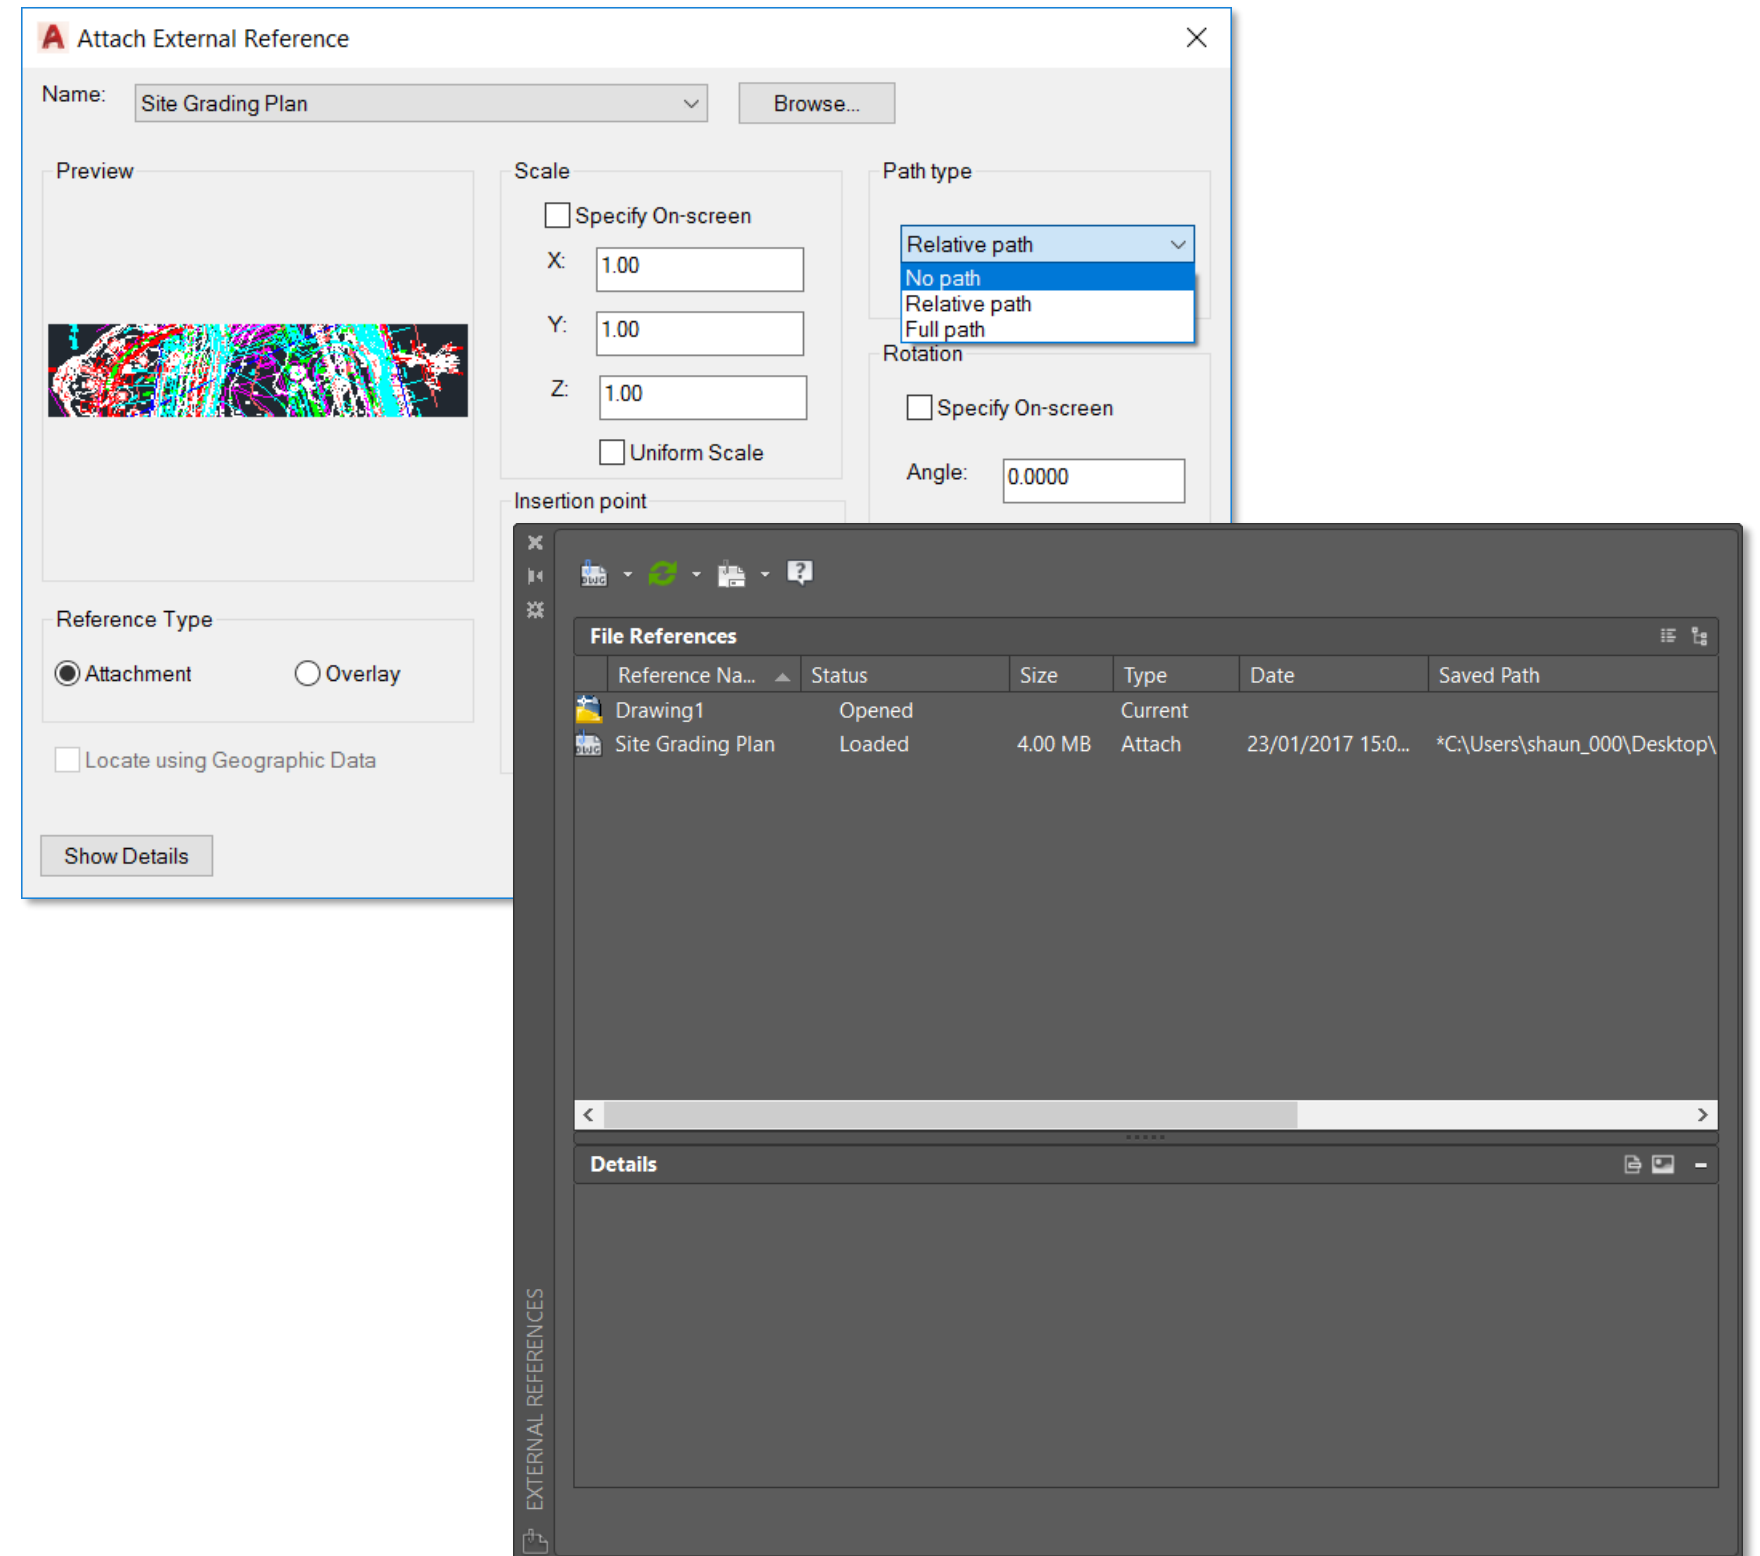 Attach External Reference
Name:
Site Grading Plan
Browse...
Preview
Scale
Specify On-screen
X:
1.00
Y:
1.00
Z:
1.00
Uniform Scale
Path type
Relative path
No path
Relative path
Full path
Rotation
Specify On-screen
Angle:
0.0000
Insertion point
Reference Type
Attachment
Overlay
Locate using Geographic Data
Show Details
DWG
File References
Reference Na... Status Size Type Date Saved Path
Drawing1 Opened Current
DWG Site Grading Plan Loaded 4.00 MB Attach 23/01/2017 15:0... *C:\Users\shaun_000\Desktop\
Details
EXTERNAL REFERENCES